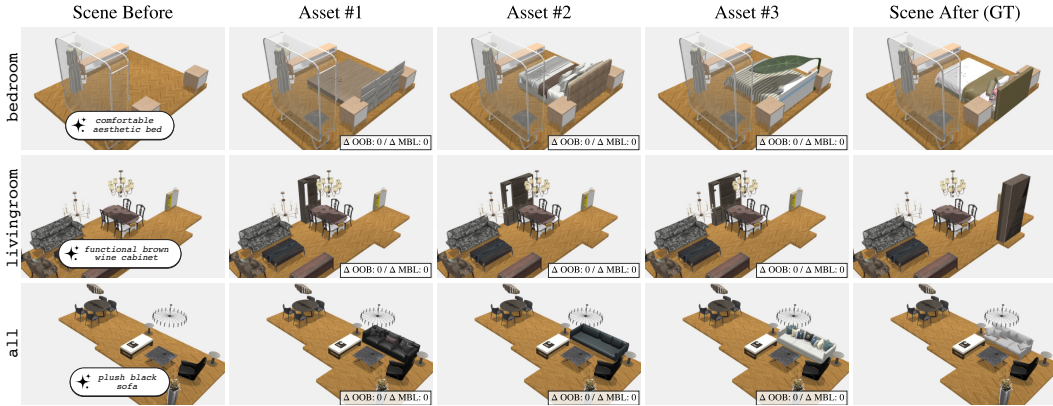 Scene Before
Asset #1
Asset #2
Asset #3
Scene After (GT)
bedroom
comfortable
aesthetic bed
Δ OOB: 0 / Δ MBL: 0
Δ OOB: 0 / Δ MBL: 0
Δ OOB: 0 / Δ MBL: 0
livingroom
functional brown
wine cabinet
Δ OOB: 0 / Δ MBL: 0
Δ OOB: 0 / Δ MBL: 0
Δ OOB: 0 / Δ MBL: 0
all
plush black
sofa
Δ OOB: 0 / Δ MBL: 0
Δ OOB: 0 / Δ MBL: 0
Δ OOB: 0 / Δ MBL: 0